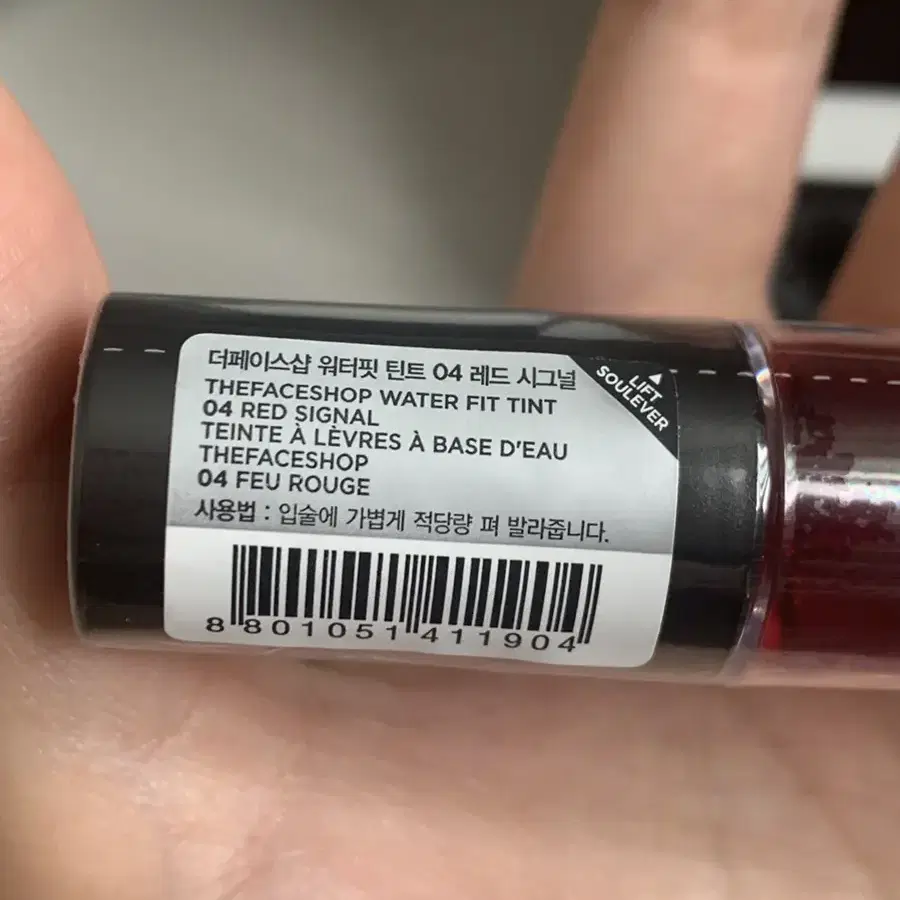 더페이스샵 워터핏 틴트 04 레드 시그널
THEFACESHOP WATER FIT TINT
04 RED SIGNAL
TEINTE À LÈVRES À BASE D'EAU
THEFACESHOP
04 FEU ROUGE
사용법 : 입술에 가볍게 적당량 펴 발라줍니다.
LIFT
SOULEVER
8 801051 411904